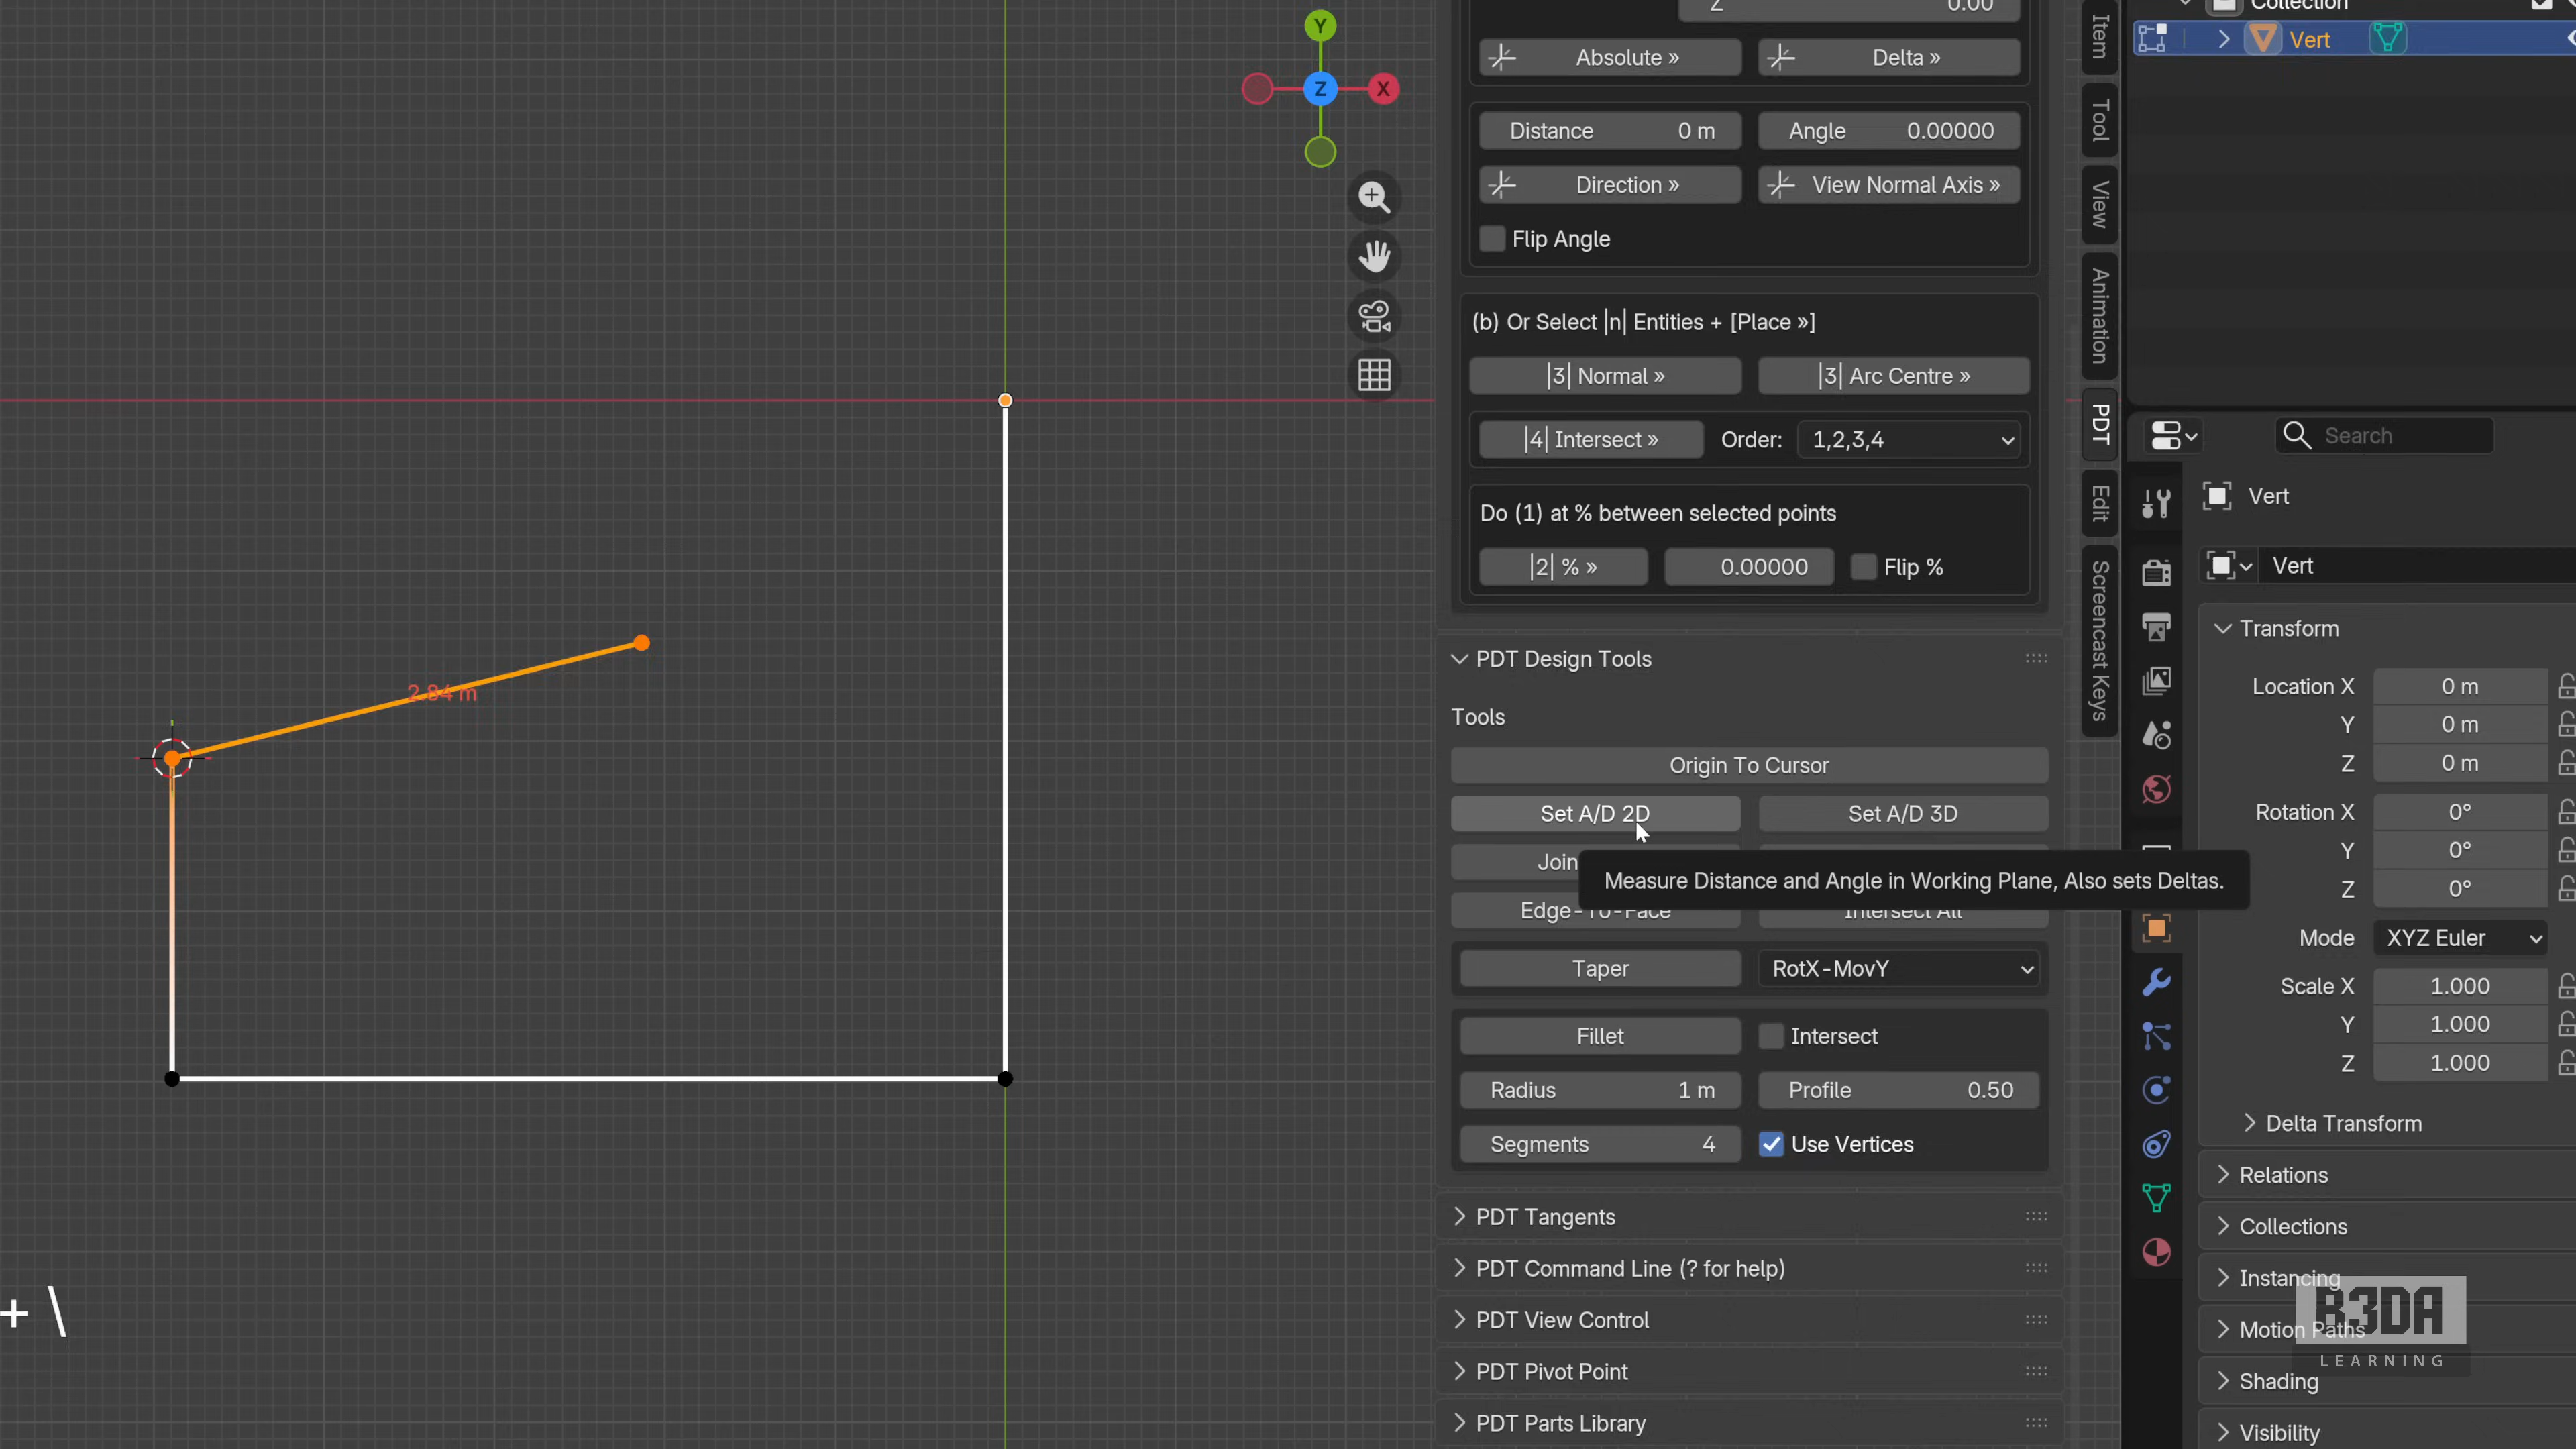 Z 0.00
Absolute »
Delta »
Distance 0 m
Angle 0.00000
Direction »
View Normal Axis »
Flip Angle
(b) Or Select |n| Entities + [Place »]
|3| Normal »
|3| Arc Centre »
|4| Intersect »
Order:
1,2,3,4
Do (1) at % between selected points
|2| % »
0.00000
Flip %
PDT Design Tools
Tools
Origin To Cursor
Set A/D 2D
Set A/D 3D
Join
Measure Distance and Angle in Working Plane, Also sets Deltas.
Edge-To-Face
Intersect All
Taper
RotX-MovY
Fillet
Intersect
Radius 1 m
Profile 0.50
Segments 4
Use Vertices
PDT Tangents
PDT Command Line (? for help)
PDT View Control
PDT Pivot Point
PDT Parts Library
Item
Tool
View
Animation
PDT
Edit
Screencast Keys
Y
Z
X
2.84 m
+ \
Collection
Vert
Search
Vert
Vert
Transform
Location X 0 m
Y 0 m
Z 0 m
Rotation X 0°
Y 0°
Z 0°
Mode XYZ Euler
Scale X 1.000
Y 1.000
Z 1.000
Delta Transform
Relations
Collections
Instancing
Motion Paths
Shading
Visibility
B3DA
LEARNING